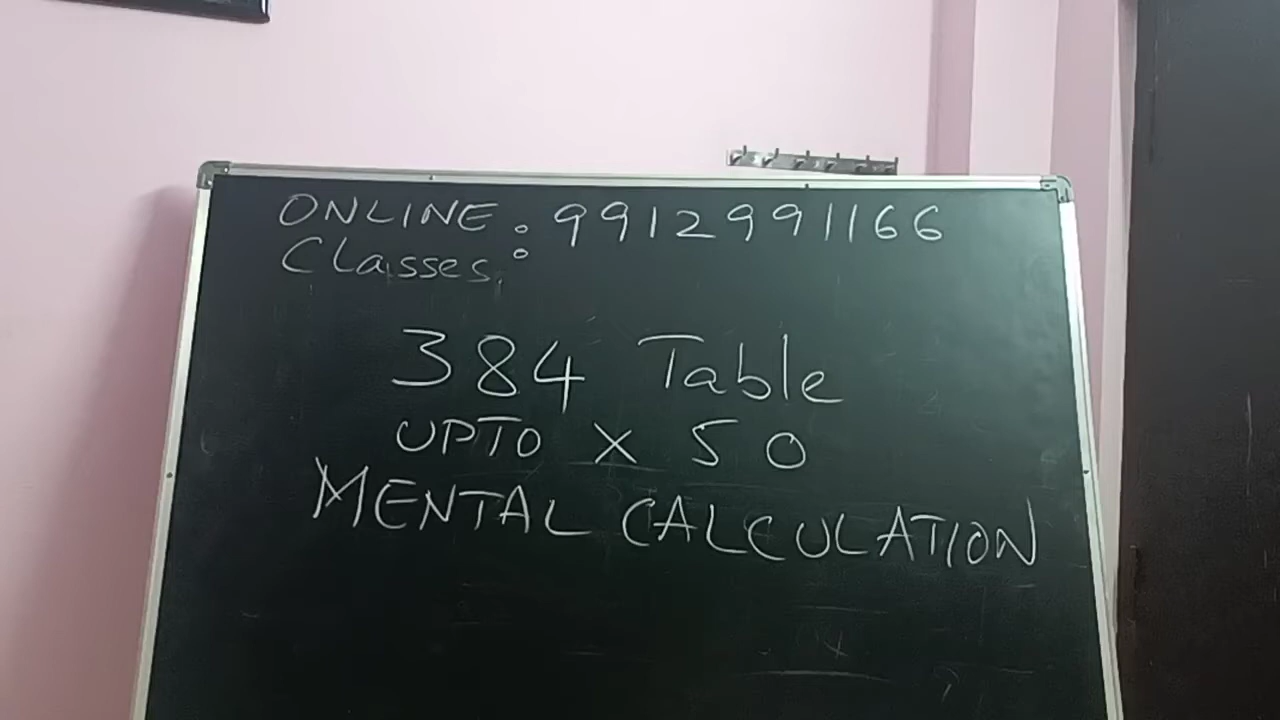 ONLINE : 9912991166
Classes :
384 Table
UPTO × 50
MENTAL CALCULATION